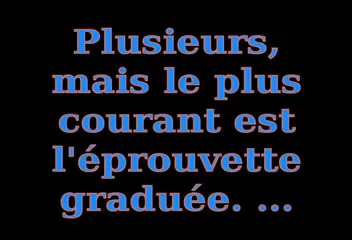 Plusieurs,
mais le plus
courant est
l'éprouvette
graduée. ...